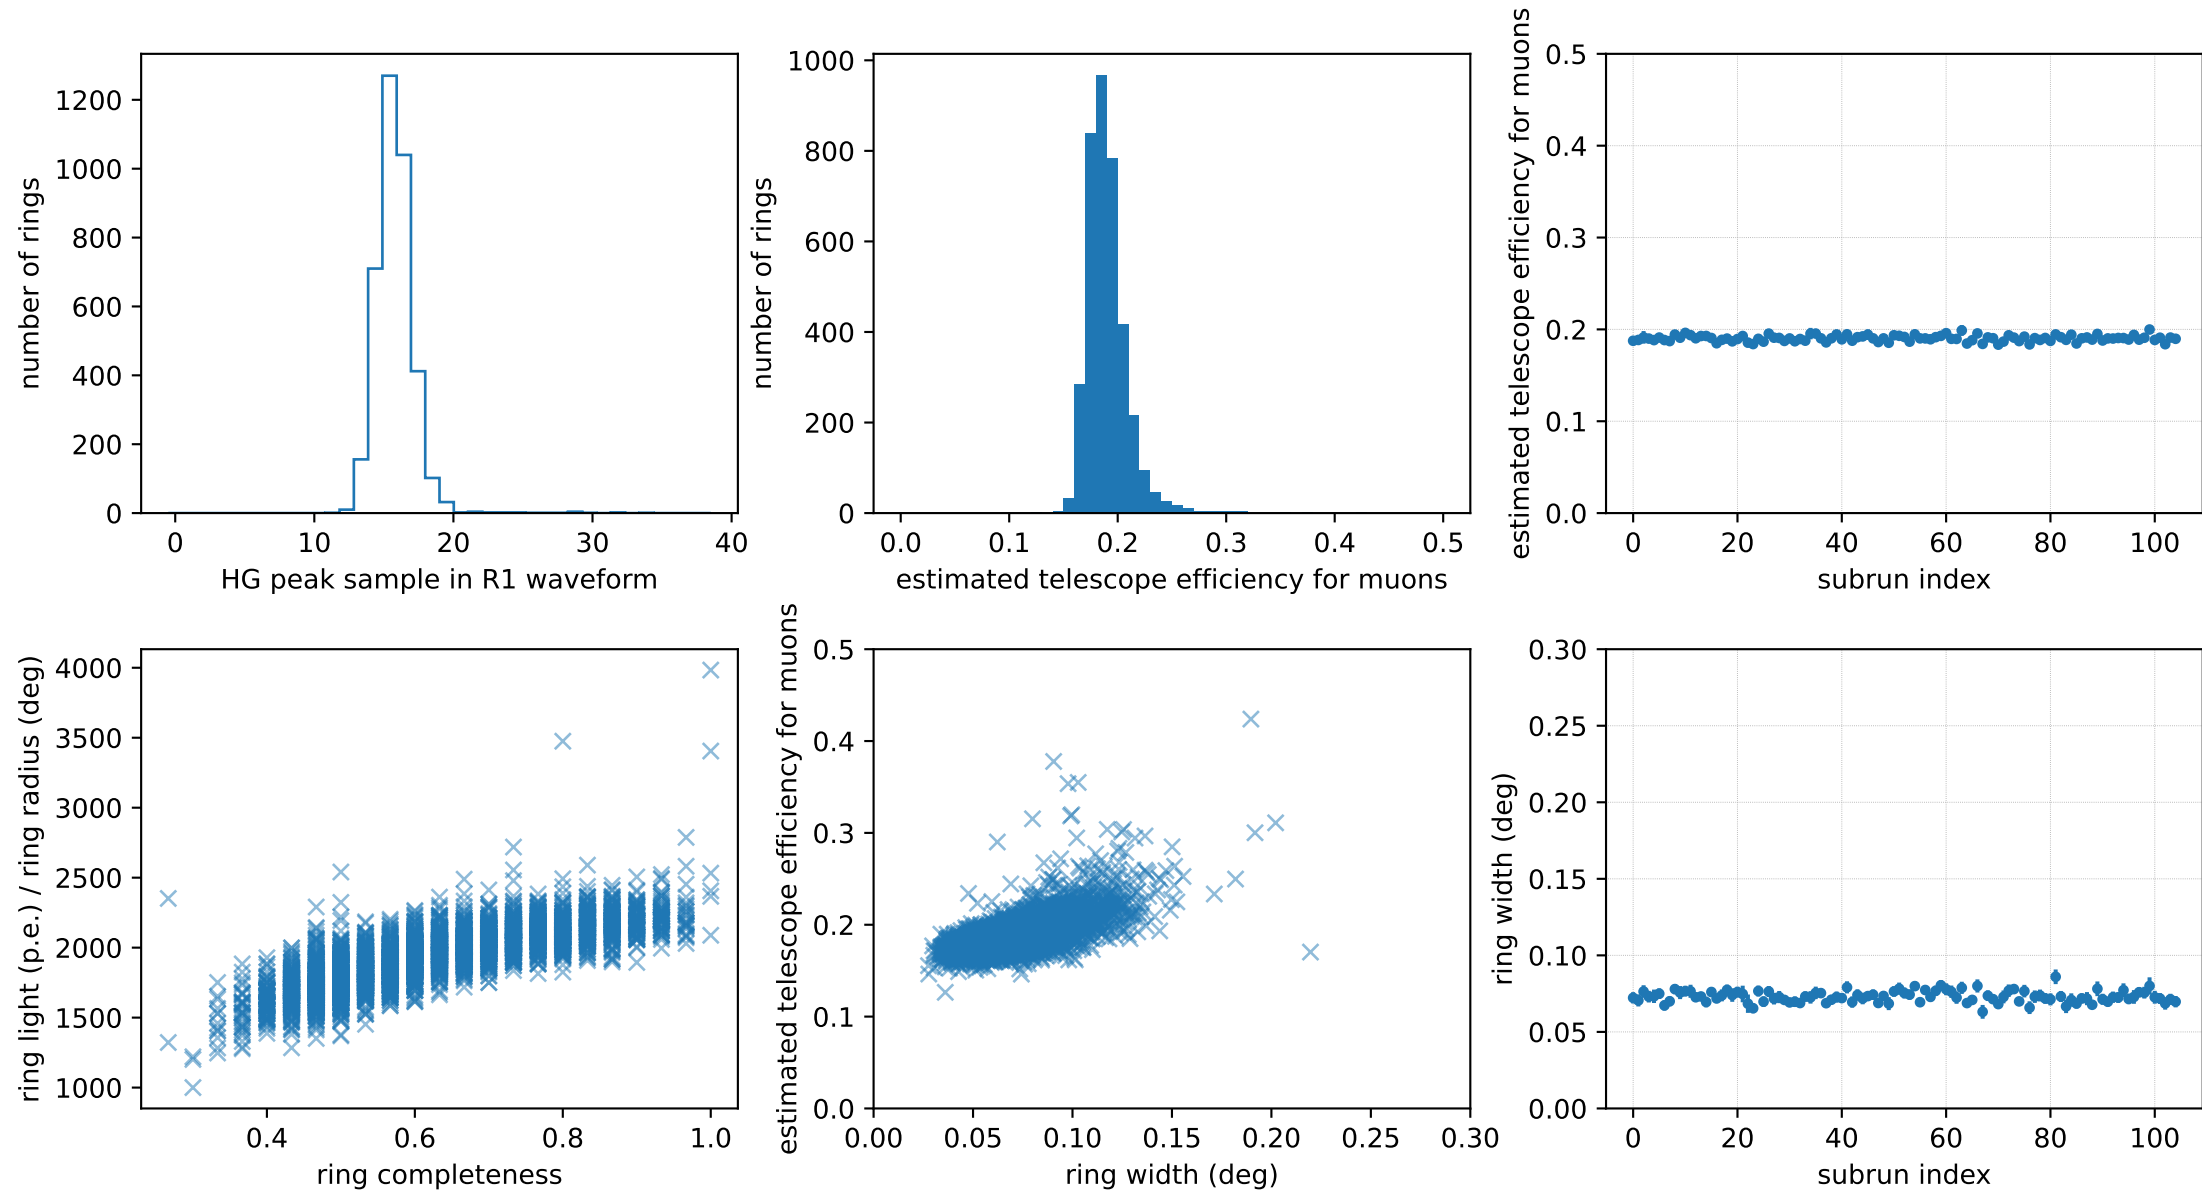 number of rings
1200
1000
800
600
400
200
0
0 10 20 30 40
HG peak sample in R1 waveform
number of rings
1000
800
600
400
200
0
0.0 0.1 0.2 0.3 0.4 0.5
estimated telescope efficiency for muons
estimated telescope efficiency for muons
0.5
0.4
0.3
0.2
0.1
0.0
0 20 40 60 80 100
subrun index
ring light (p.e.) / ring radius (deg)
4000
3500
3000
2500
2000
1500
1000
0.4 0.6 0.8 1.0
ring completeness
estimated telescope efficiency for muons
0.5
0.4
0.3
0.2
0.1
0.0
0.00 0.05 0.10 0.15 0.20 0.25 0.30
ring width (deg)
ring width (deg)
0.30
0.25
0.20
0.15
0.10
0.05
0.00
0 20 40 60 80 100
subrun index